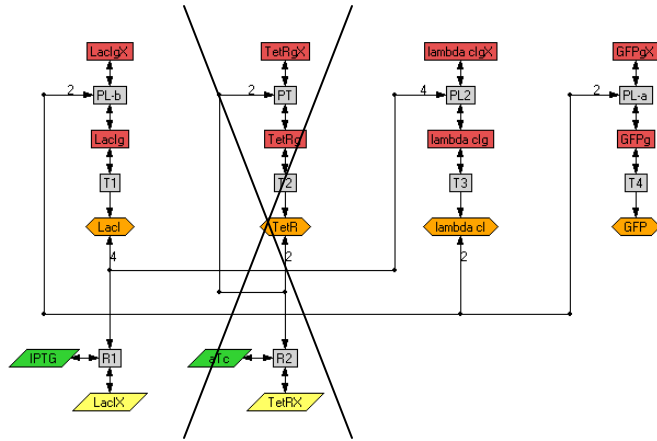 LacIgX TetRgX lambda cIgX GFPgX
2 PL-b 2 PT 4 PL2 2 PL-a
LacIg TetRg lambda cIg GFPg
T1 T2 T3 T4
LacI TetR lambda cI GFP
4 2 2
IPTG R1 aTc R2
LacIX TetRX